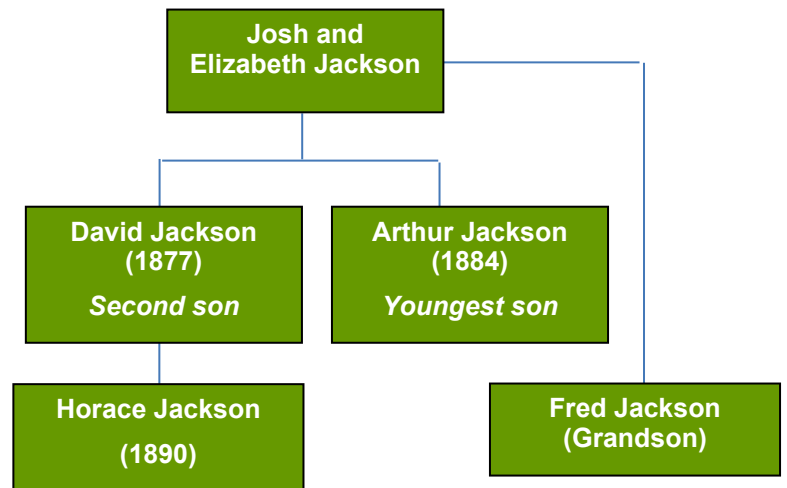 Josh and
Elizabeth Jackson
David Jackson
(1877)
Second son
Arthur Jackson
(1884)
Youngest son
Horace Jackson
(1890)
Fred Jackson
(Grandson)